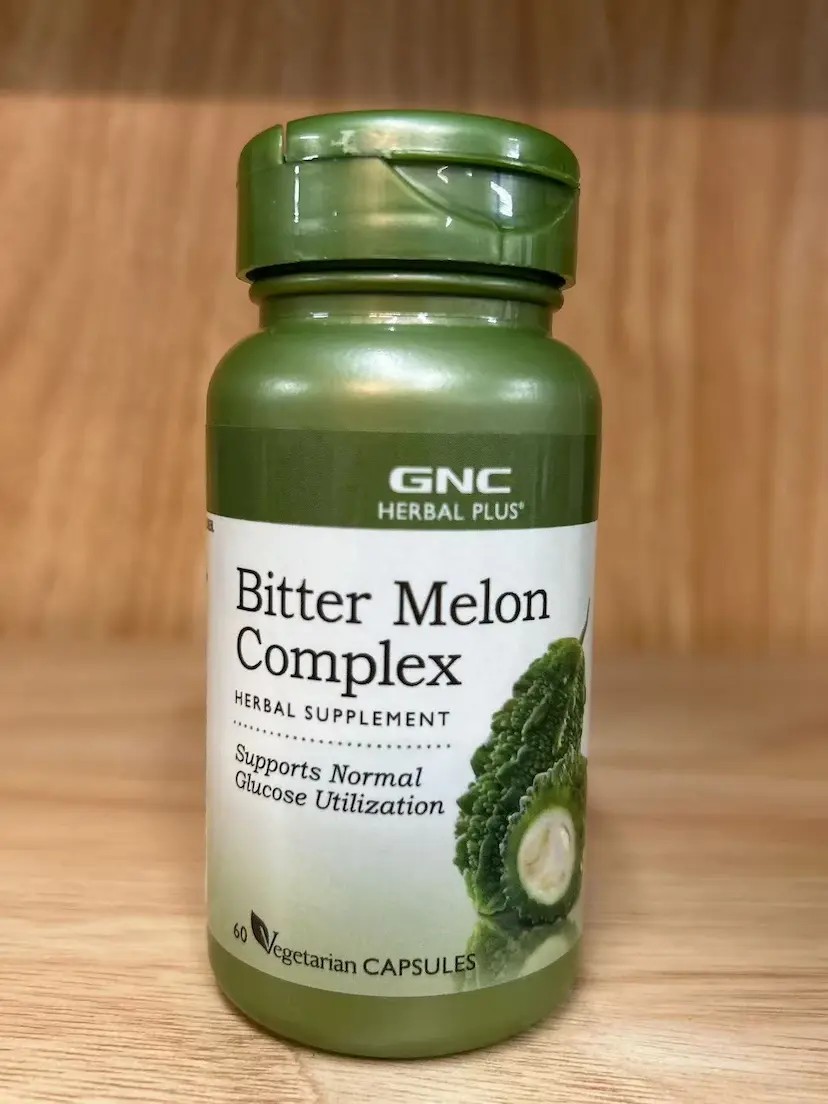 GNC
HERBAL PLUS®
Bitter Melon
Complex
HERBAL SUPPLEMENT
Supports Normal
Glucose Utilization
60 Vegetarian CAPSULES